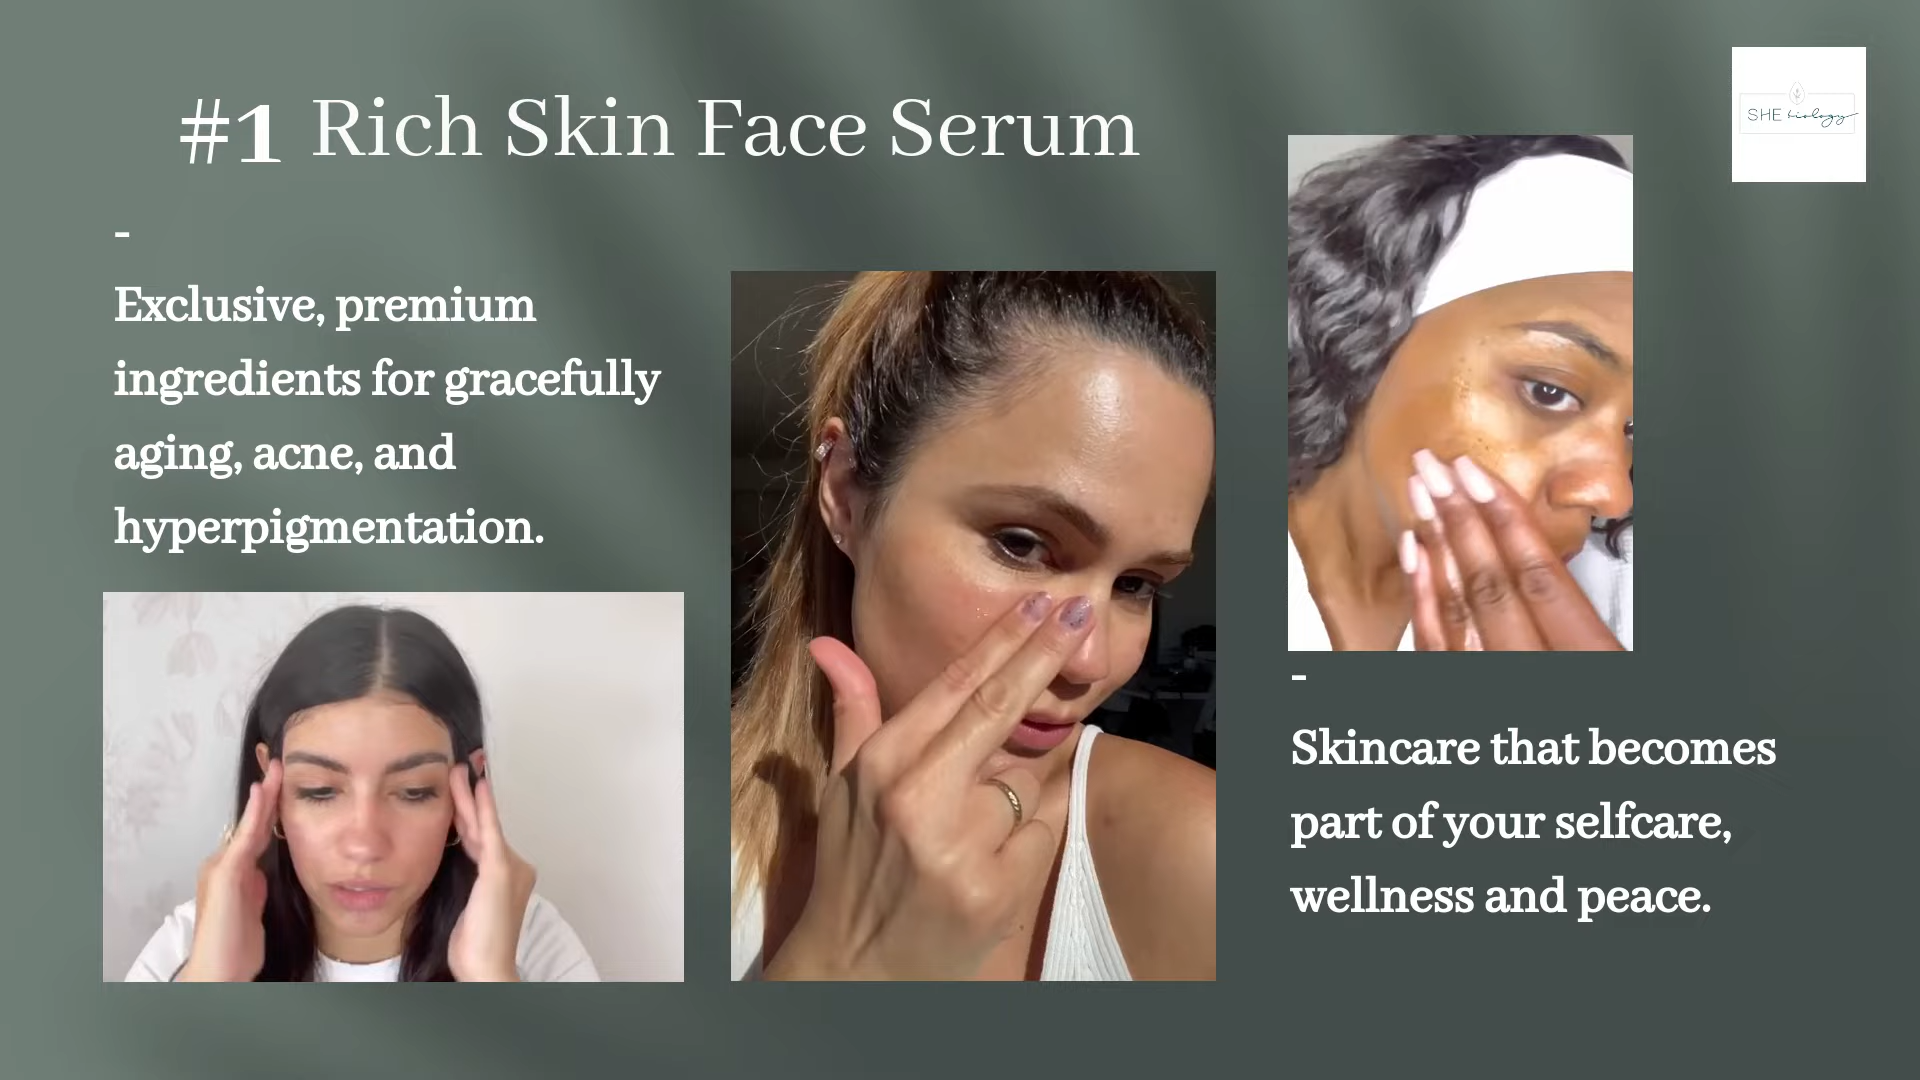 #1 Rich Skin Face Serum
SHE biology
-
Exclusive, premium
ingredients for gracefully
aging, acne, and
hyperpigmentation.
-
Skincare that becomes
part of your selfcare,
wellness and peace.